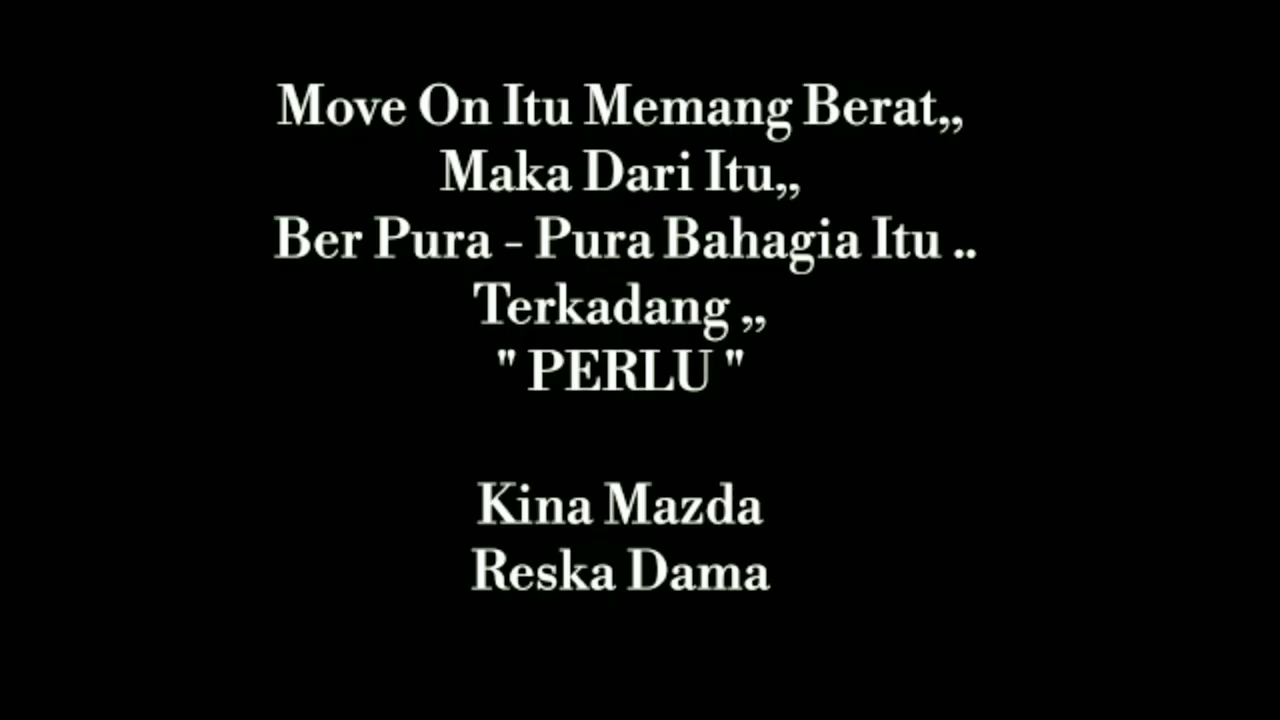 Move On Itu Memang Berat,,
Maka Dari Itu,,
Ber Pura - Pura Bahagia Itu ..
Terkadang ,,
" PERLU "
Kina Mazda
Reska Dama